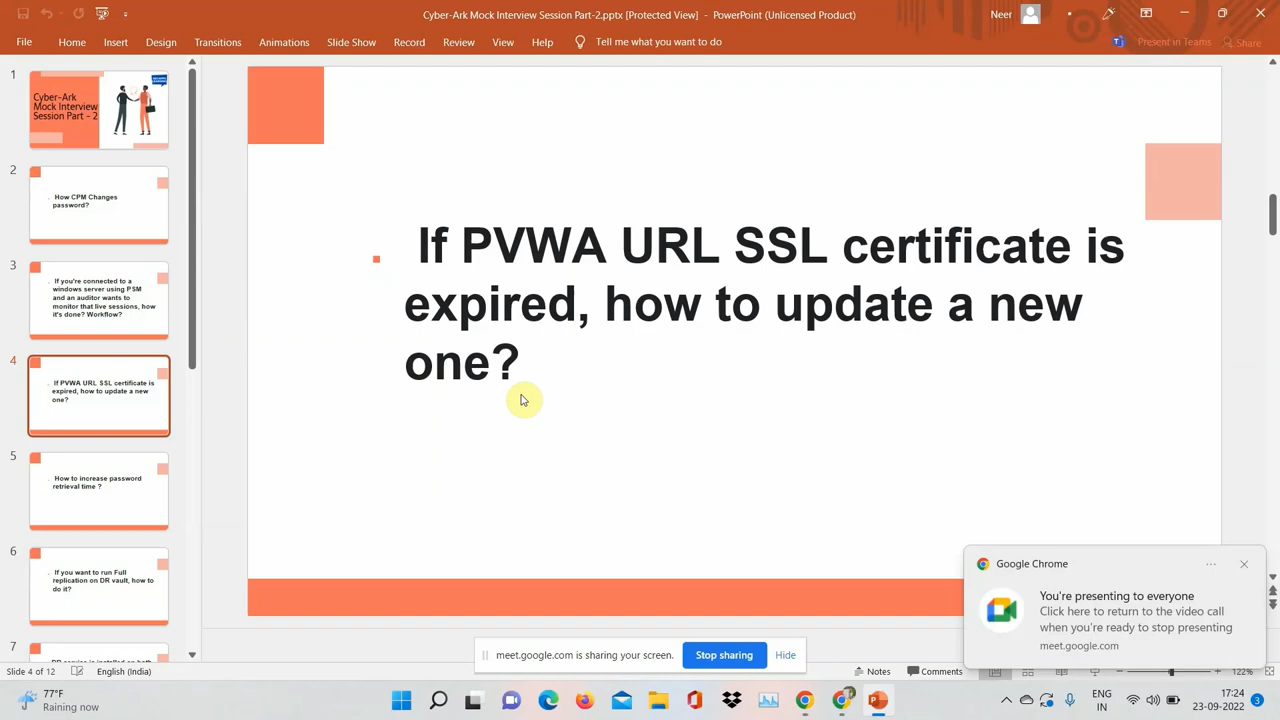 Cyber-Ark Mock Interview Session Part-2.pptx [Protected View] - PowerPoint (Unlicensed Product)
Neer
File Home Insert Design Transitions Animations Slide Show Record Review View Help Tell me what you want to do
Present in Teams Share
1
Cyber-Ark
Mock Interview
Session Part - 2
2
How CPM Changes
password?
3
If you're connected to a
windows server using PSM
and an auditor wants to
monitor that live sessions, how
it's done? Workflow?
4
If PVWA URL SSL certificate is
expired, how to update a new
one?
5
How to increase password
retrieval time ?
6
If you want to run Full
replication on DR vault, how to
do it?
7
DR service is installed on both
If PVWA URL SSL certificate is
expired, how to update a new
one?
Google Chrome
You're presenting to everyone
Click here to return to the video call
when you're ready to stop presenting
meet.google.com
meet.google.com is sharing your screen. Stop sharing Hide
Slide 4 of 12 English (India) Notes Comments 122%
77°F
Raining now
ENG
IN
17:24
23-09-2022
3